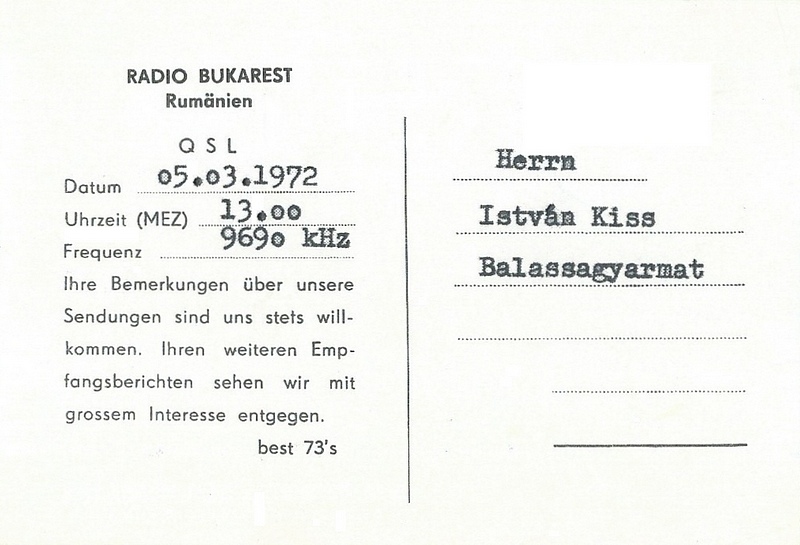 RADIO BUKAREST
Rumänien
QSL
Datum 05.03.1972
Uhrzeit (MEZ) 13.00
Frequenz 9690 kHz
Ihre Bemerkungen über unsere
Sendungen sind uns stets will-
kommen. Ihren weiteren Emp-
fangsberichten sehen wir mit
grossem Interesse entgegen.
best 73's
Herrn
István Kiss
Balassagyarmat